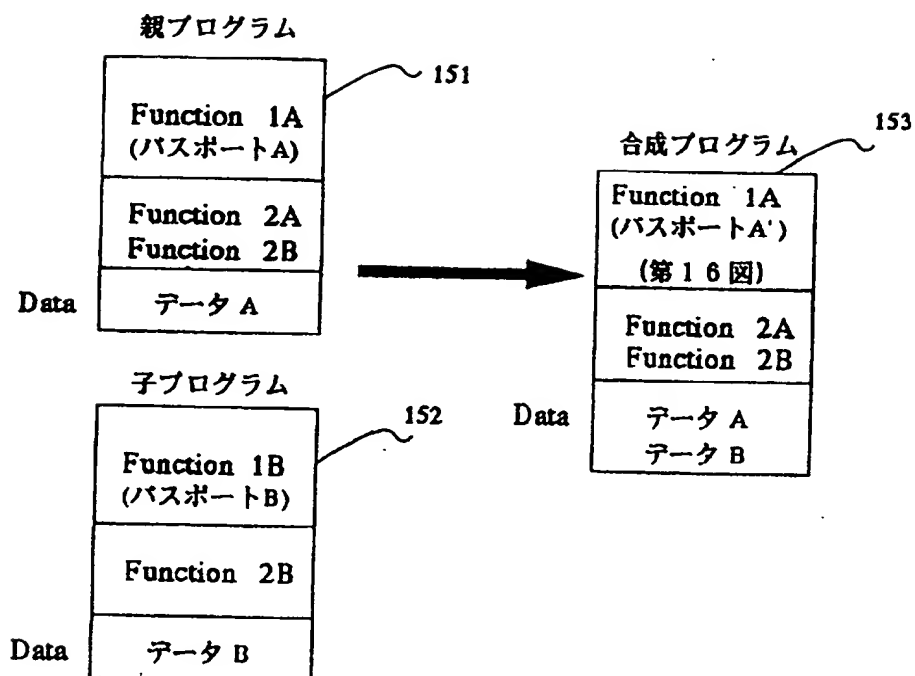 親プログラム
151
Function 1A
(パスポートA)
Function 2A
Function 2B
Data
データ A
子プログラム
152
Function 1B
(パスポートB)
Function 2B
Data
データ B
合成プログラム
153
Function 1A
(パスポートA')
(第16図)
Function 2A
Function 2B
Data
データ A
データ B